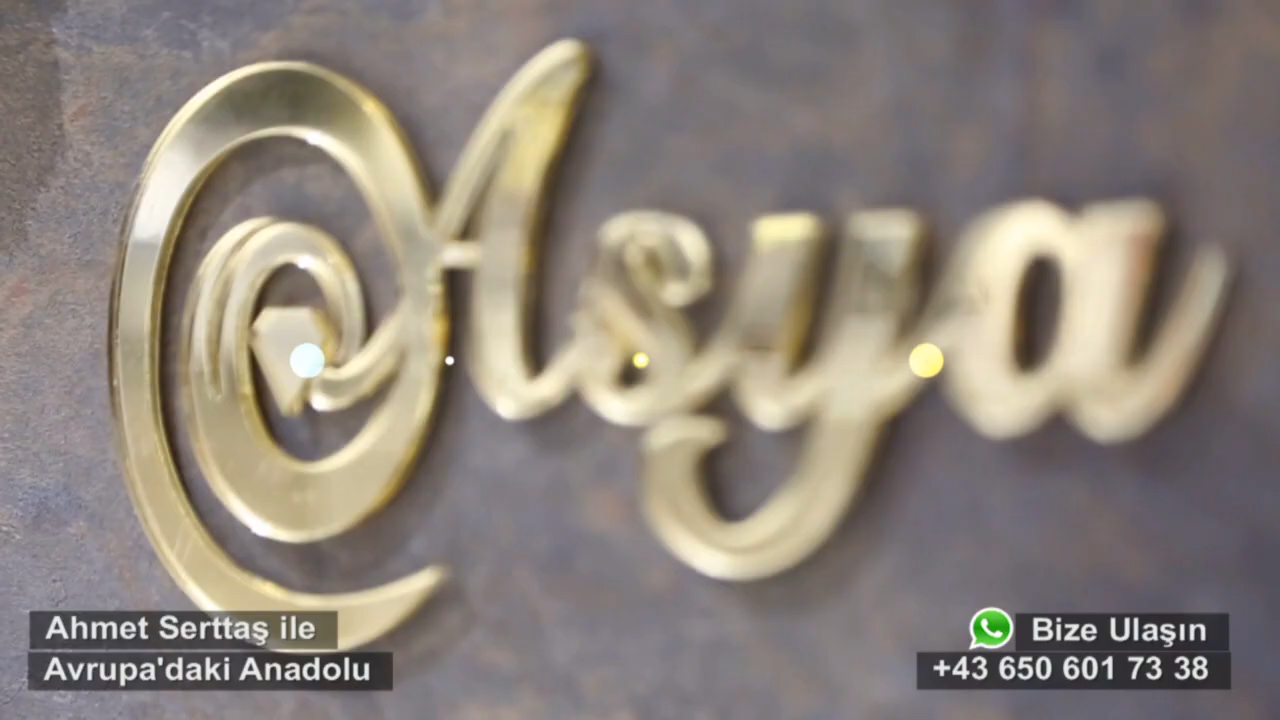 Asya
Ahmet Serttaş ile
Avrupa'daki Anadolu
Bize Ulaşın
+43 650 601 73 38